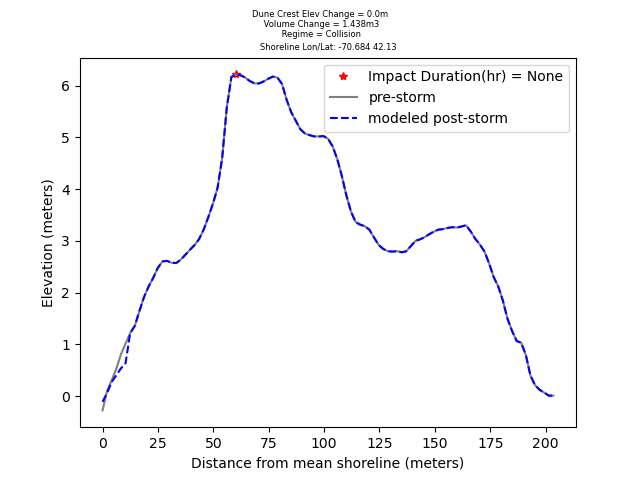 Dune Crest Elev Change = 0.0m
Volume Change = 1.438m3
Regime = Collision
Shoreline Lon/Lat: -70.684 42.13
Impact Duration(hr) = None
pre-storm
modeled post-storm
Elevation (meters)
6
5
4
3
2
1
0
0 25 50 75 100 125 150 175 200
Distance from mean shoreline (meters)